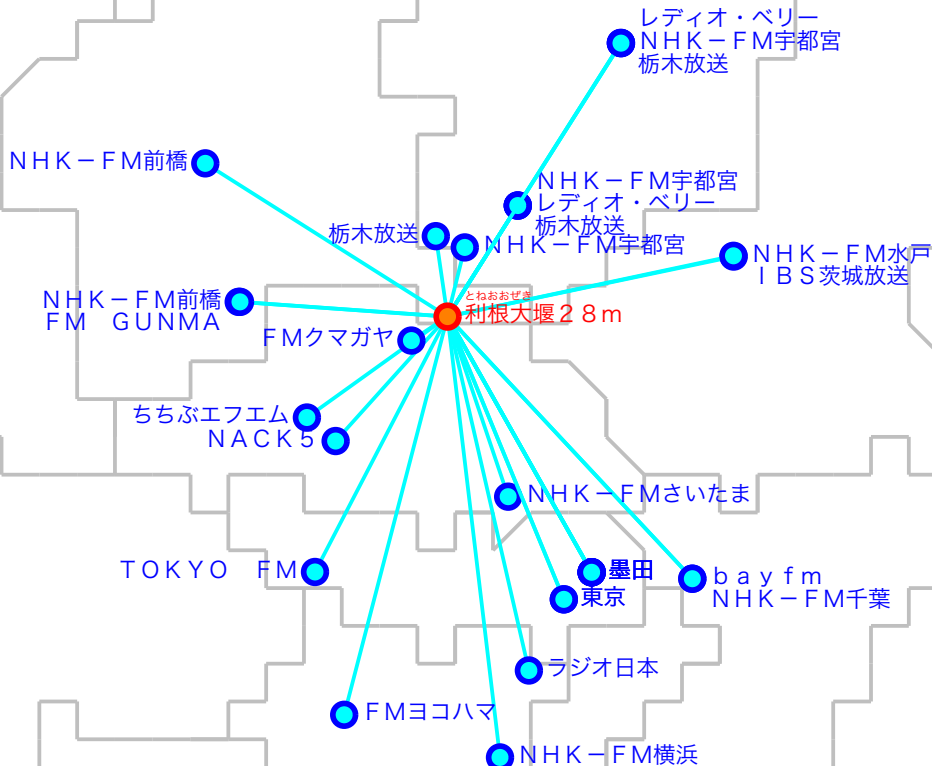 レディオ・ベリー
ＮＨＫ－ＦＭ宇都宮
栃木放送
ＮＨＫ－ＦＭ前橋
ＮＨＫ－ＦＭ宇都宮
レディオ・ベリー
栃木放送
栃木放送
ＮＨＫ－ＦＭ宇都宮
ＮＨＫ－ＦＭ水戸
ＩＢＳ茨城放送
ＮＨＫ－ＦＭ前橋
ＦＭ　ＧＵＮＭＡ
とねおおぜき
利根大堰２８ｍ
ＦＭクマガヤ
ちちぶエフエム
ＮＡＣＫ５
ＮＨＫ－ＦＭさいたま
ＴＯＫＹＯ　ＦＭ
墨田
東京
ｂａｙｆｍ
ＮＨＫ－ＦＭ千葉
ラジオ日本
ＦＭヨコハマ
ＮＨＫ－ＦＭ横浜